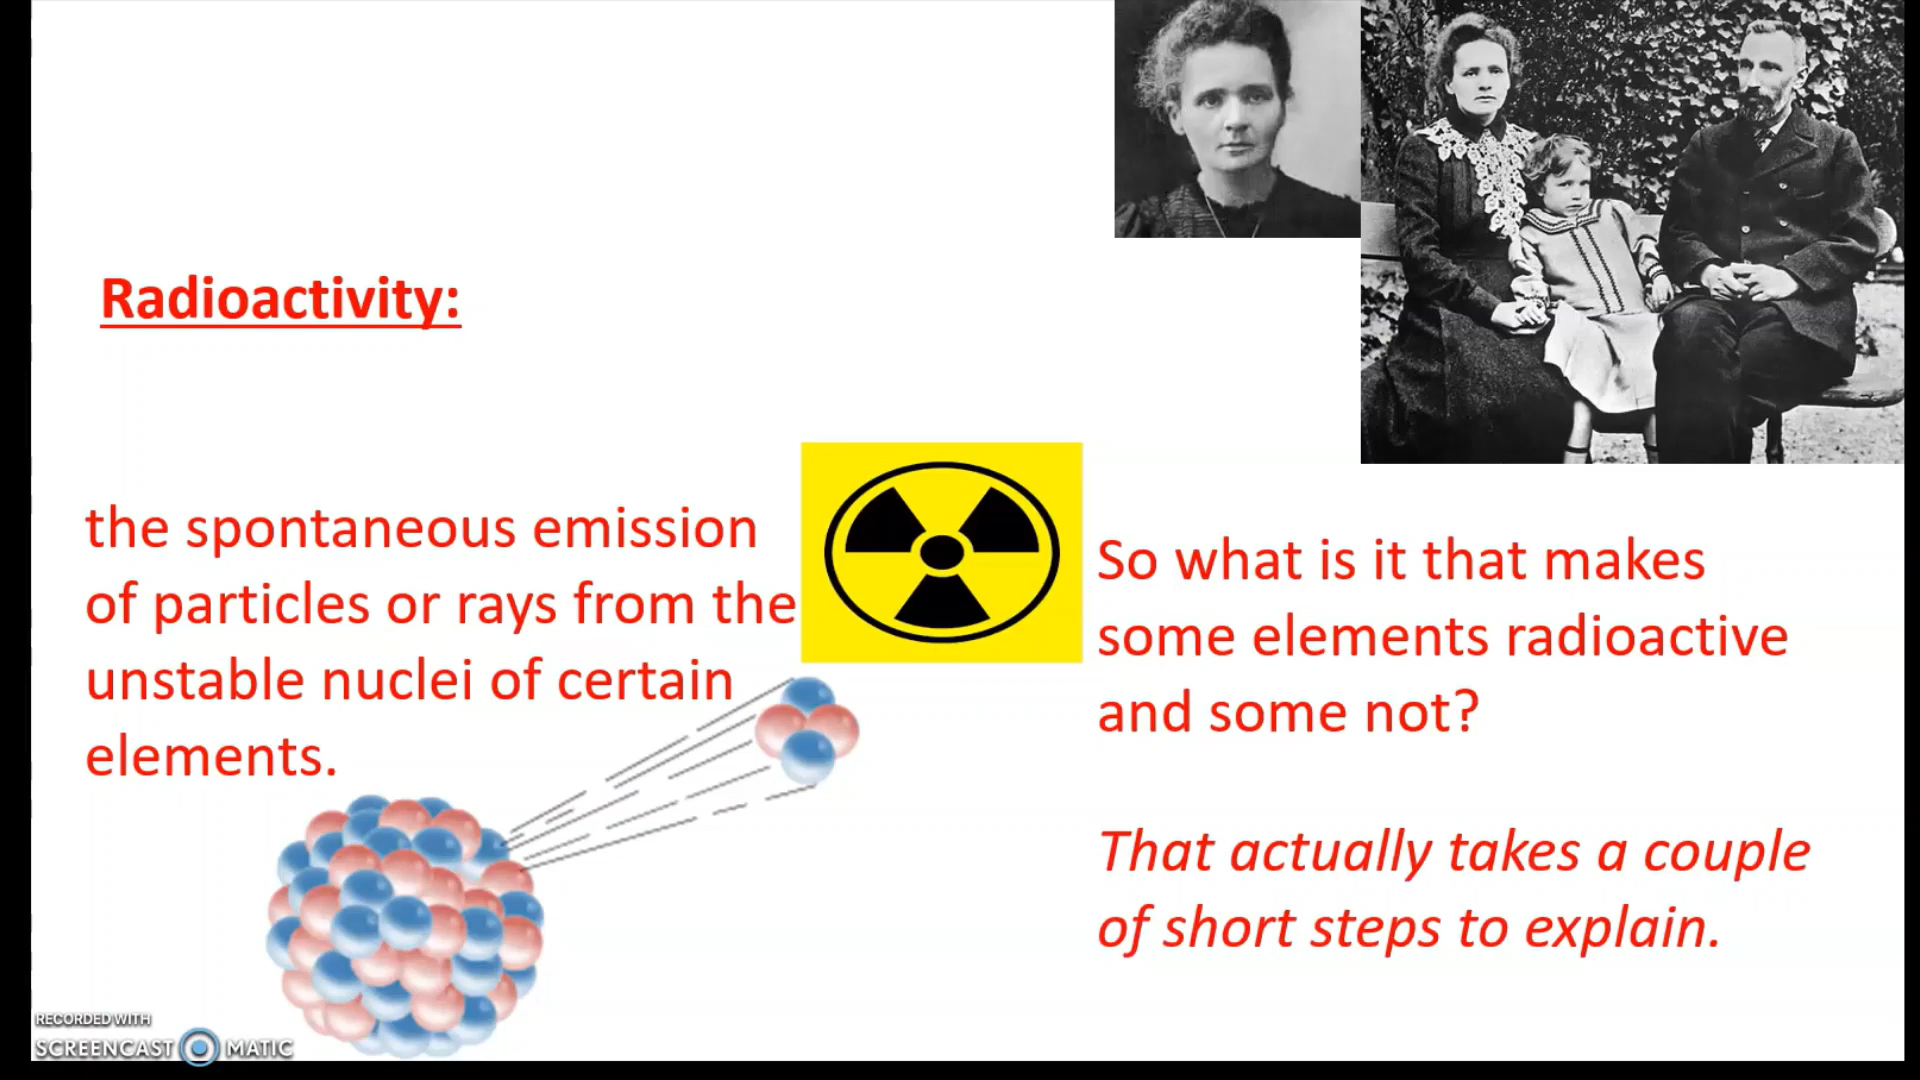 Radioactivity:
the spontaneous emission
of particles or rays from the
unstable nuclei of certain
elements.
So what is it that makes
some elements radioactive
and some not?
That actually takes a couple
of short steps to explain.
RECORDED WITH
SCREENCAST MATIC